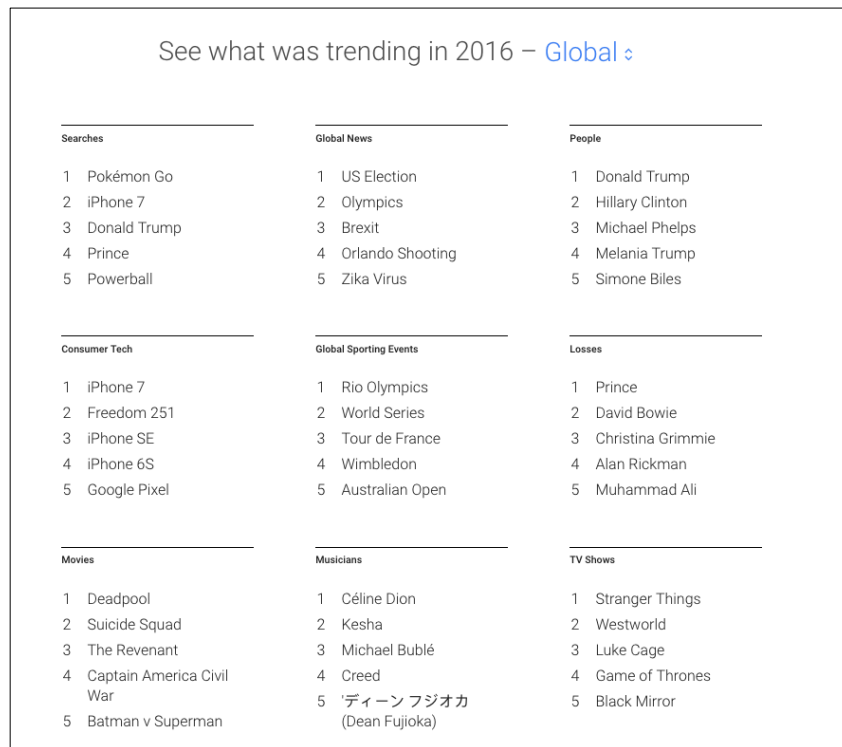 See what was trending in 2016 – Global
Searches
1 Pokémon Go
2 iPhone 7
3 Donald Trump
4 Prince
5 Powerball
Global News
1 US Election
2 Olympics
3 Brexit
4 Orlando Shooting
5 Zika Virus
People
1 Donald Trump
2 Hillary Clinton
3 Michael Phelps
4 Melania Trump
5 Simone Biles
Consumer Tech
1 iPhone 7
2 Freedom 251
3 iPhone SE
4 iPhone 6S
5 Google Pixel
Global Sporting Events
1 Rio Olympics
2 World Series
3 Tour de France
4 Wimbledon
5 Australian Open
Losses
1 Prince
2 David Bowie
3 Christina Grimmie
4 Alan Rickman
5 Muhammad Ali
Movies
1 Deadpool
2 Suicide Squad
3 The Revenant
4 Captain America Civil
War
5 Batman v Superman
Musicians
1 Céline Dion
2 Kesha
3 Michael Bublé
4 Creed
5 'ディーン フジオカ
(Dean Fujioka)
TV Shows
1 Stranger Things
2 Westworld
3 Luke Cage
4 Game of Thrones
5 Black Mirror